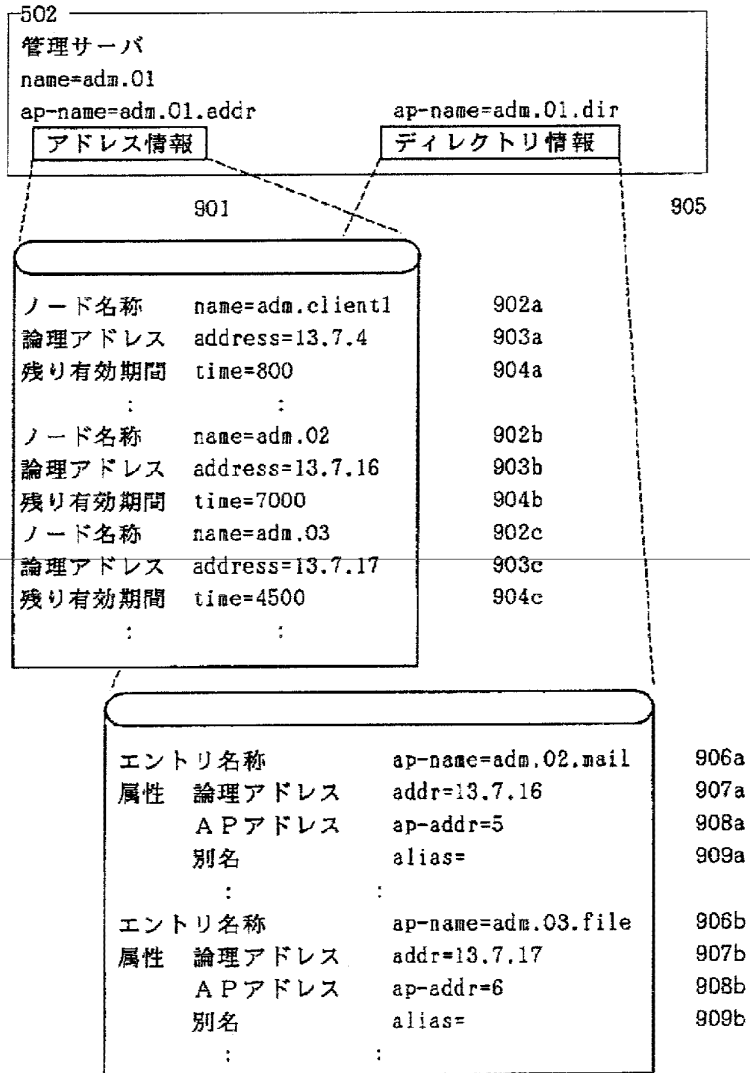 502
管理サーバ
name=adm.01
ap-name=adm.01.addr ap-name=adm.01.dir
アドレス情報 ディレクトリ情報
901 905
ノード名称 name=adm.client1 902a
論理アドレス address=13.7.4 903a
残り有効期間 time=800 904a
: :
ノード名称 name=adm.02 902b
論理アドレス address=13.7.16 903b
残り有効期間 time=7000 904b
ノード名称 name=adm.03 902c
論理アドレス address=13.7.17 903c
残り有効期間 time=4500 904c
: :
エントリ名称 ap-name=adm.02.mail 906a
属性 論理アドレス addr=13.7.16 907a
APアドレス ap-addr=5 908a
別名 alias= 909a
: :
エントリ名称 ap-name=adm.03.file 906b
属性 論理アドレス addr=13.7.17 907b
APアドレス ap-addr=6 908b
別名 alias= 909b
: :